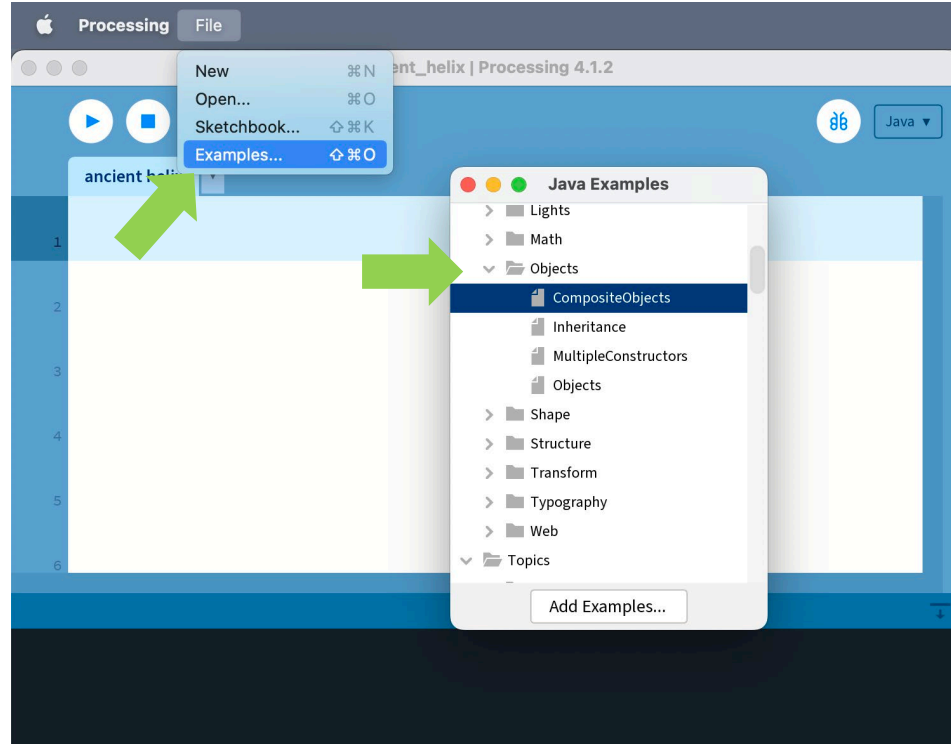 Processing File
ent_helix | Processing 4.1.2
New ⌘ N
Open... ⌘ O
Sketchbook... ⇧ ⌘ K
Examples... ⇧ ⌘ O
Java ▼
ancient
Java Examples
Lights
Math
Objects
CompositeObjects
Inheritance
MultipleConstructors
Objects
Shape
Structure
Transform
Typography
Web
Topics
Add Examples...
1
2
3
4
5
6